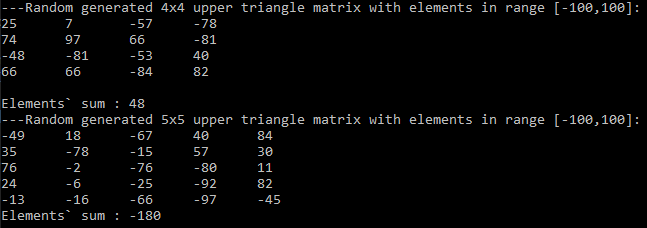 ---Random generated 4x4 upper triangle matrix with elements in range [-100,100]:
25 7 -57 -78
74 97 66 -81
-48 -81 -53 40
66 66 -84 82
Elements` sum : 48
---Random generated 5x5 upper triangle matrix with elements in range [-100,100]:
-49 18 -67 40 84
35 -78 -15 57 30
76 -2 -76 -80 11
24 -6 -25 -92 82
-13 -16 -66 -97 -45
Elements` sum : -180